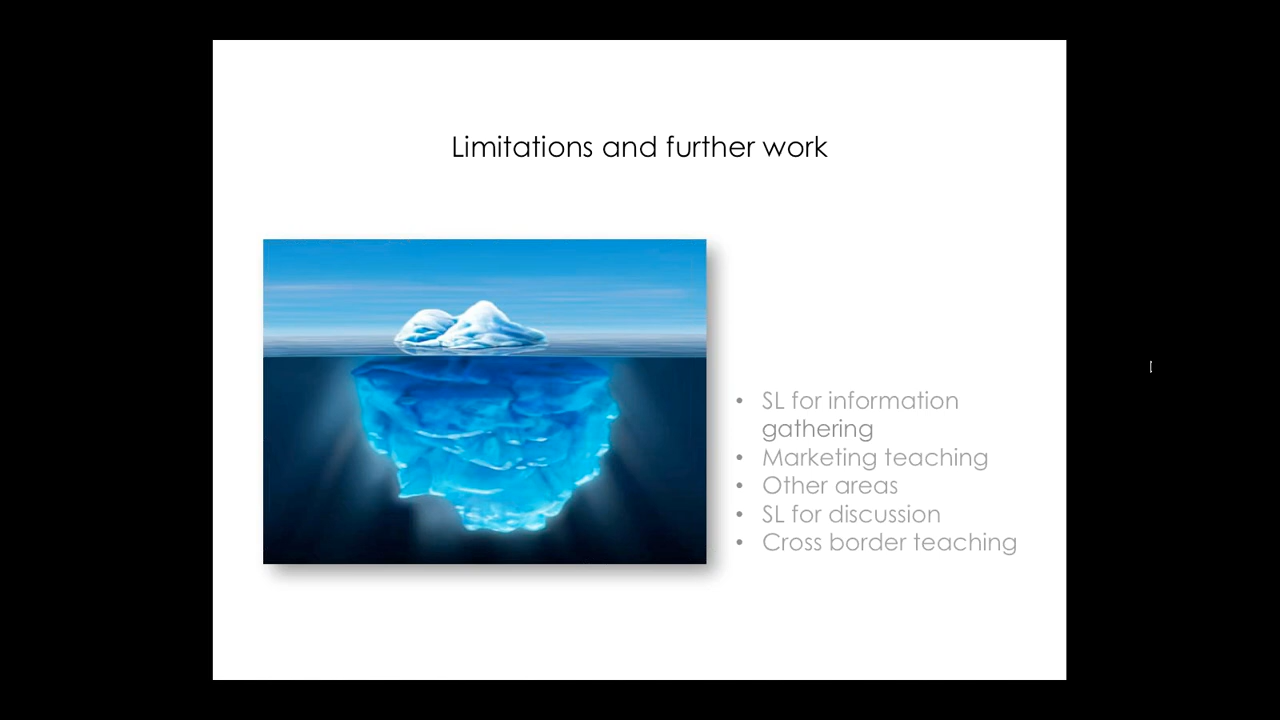 Limitations and further work
• SL for information
gathering
• Marketing teaching
• Other areas
• SL for discussion
• Cross border teaching